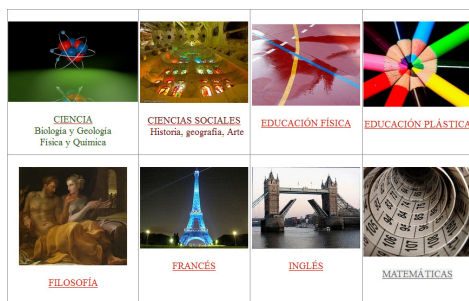 CIENCIA
Biología y Geología
Física y Química
CIENCIAS SOCIALES
Historia, geografía, Arte
EDUCACIÓN FÍSICA
EDUCACIÓN PLÁSTICA
FILOSOFÍA
FRANCÉS
INGLÉS
MATEMÁTICAS